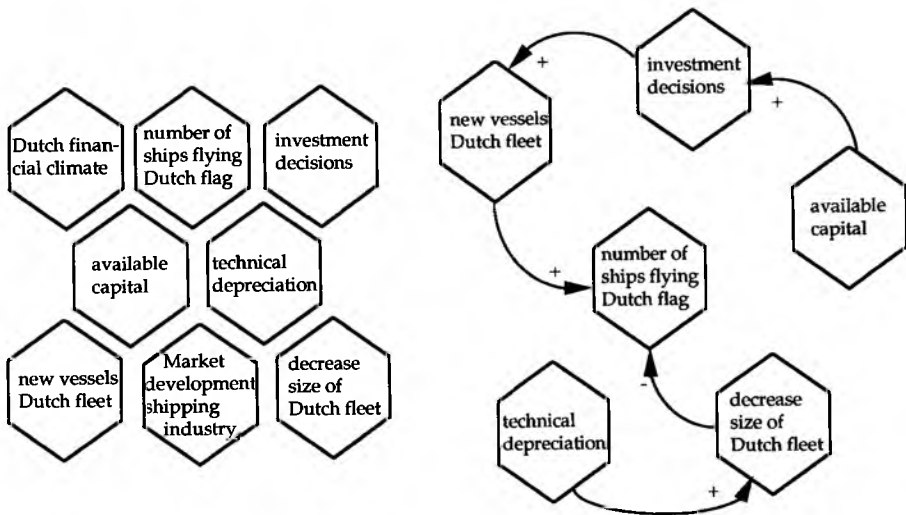 Dutch finan-
cial climate
number of
ships flying
Dutch flag
investment
decisions
available
capital
technical
depreciation
new vessels
Dutch fleet
Market
development
shipping
industry
decrease
size of
Dutch fleet
+
investment
decisions
+
new vessels
Dutch fleet
available
capital
+
number of
ships flying
Dutch flag
-
technical
depreciation
decrease
size of
Dutch fleet
+